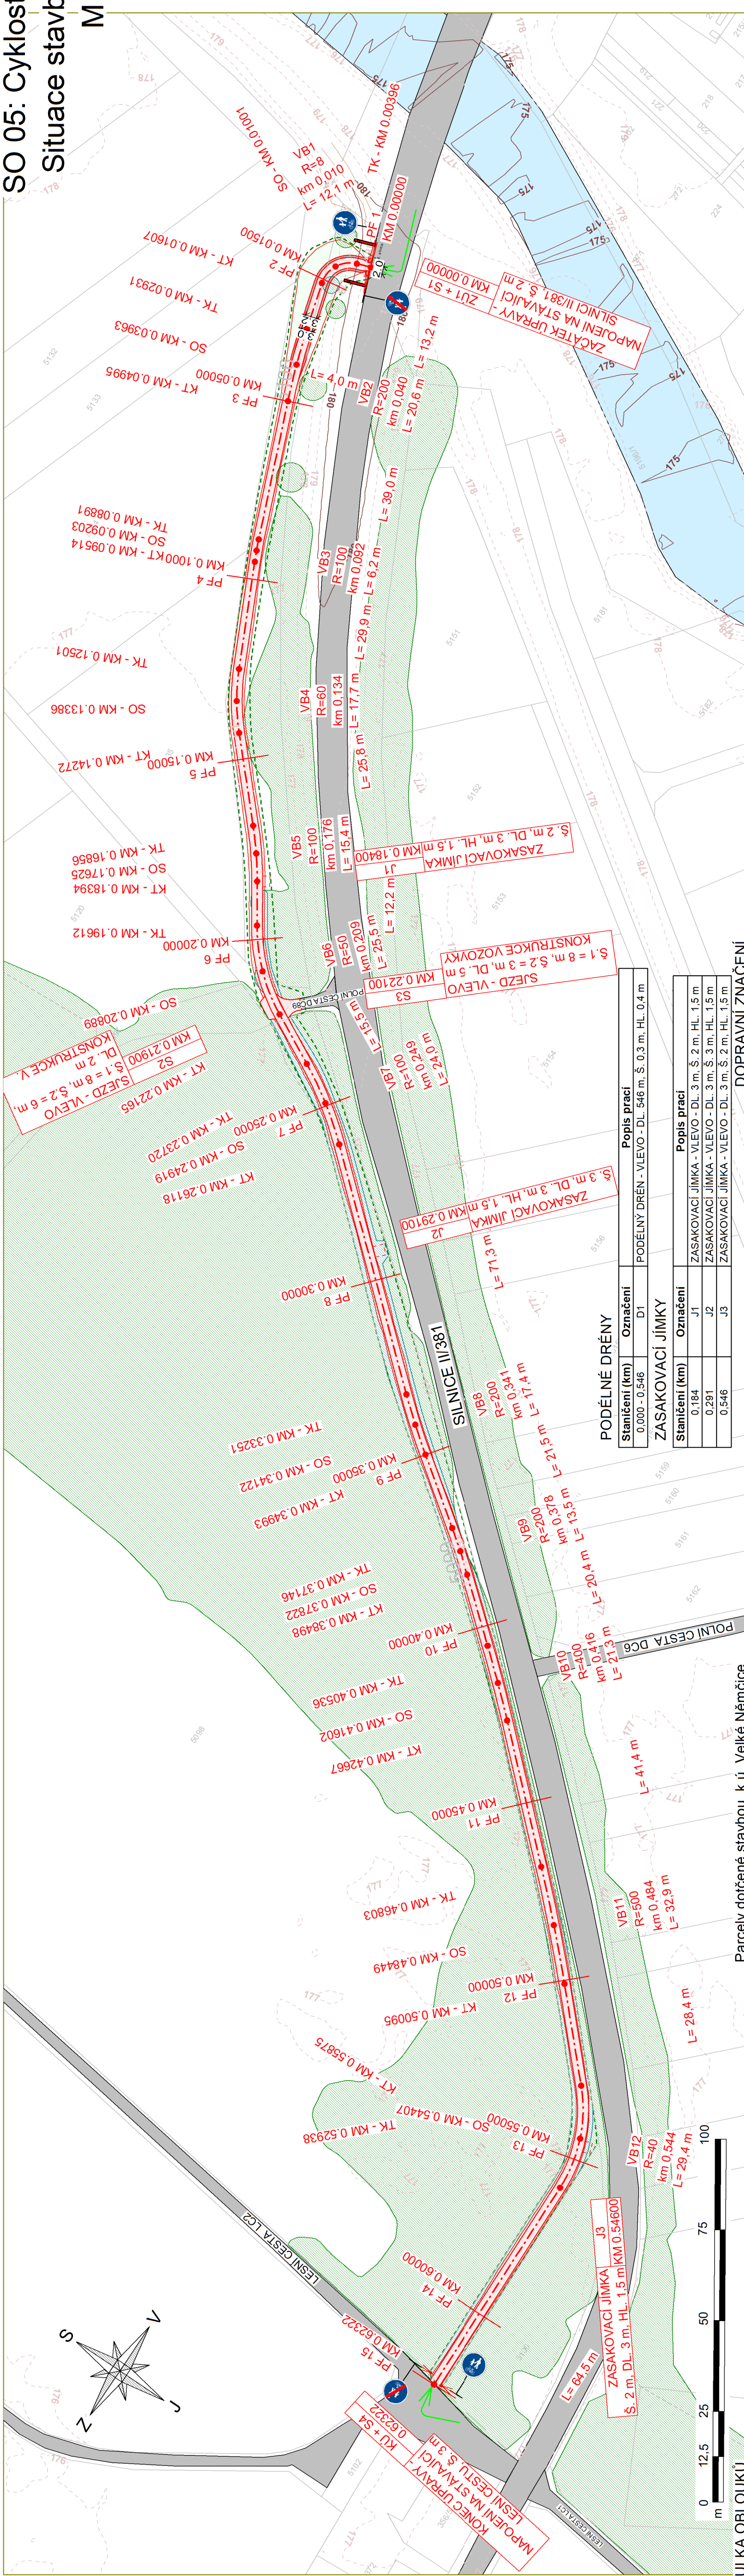 SO 05: Cyklost
Situace stavb
M
VB1
R=8
km 0,010
L= 12,1 m
SO - KM 0.01001
TK - KM 0.00396
PF 1
KM 0.00000
ZAČÁTEK ÚPRAVY
NAPOJENÍ NA STÁVAJÍCÍ
SILNICI II/381, Š. 2 m
ZÚ1 + S1
KM 0.00000
PF 2
KM 0.01500
KT - KM 0.01607
TK - KM 0.02931
SO - KM 0.03963
KT - KM 0.04995
L= 13,2 m
L= 4,0 m
VB2
R=200
km 0,040
L= 20,6 m
PF 3
KM 0.05000
L= 39,0 m
TK - KM 0.08891
SO - KM 0.09203
KT - KM 0.09514
VB3
R=100
km 0,092
L= 6,2 m
PF 4
KM 0.10000
L= 29,9 m
TK - KM 0.12501
SO - KM 0.13386
KT - KM 0.14272
VB4
R=60
km 0,134
L= 17,7 m
PF 5
KM 0.15000
L= 25,8 m
TK - KM 0.16856
SO - KM 0.17625
KT - KM 0.18394
VB5
R=100
km 0,176
L= 15,4 m
ZASAKOVACÍ JÍMKA
Š. 2 m, DL. 3 m, HL. 1,5 m
J1
KM 0.18400
L= 12,2 m
TK - KM 0.19612
PF 6
KM 0.20000
SO - KM 0.20889
KT - KM 0.22165
VB6
R=50
km 0,209
L= 25,5 m
SJEZD - VLEVO
Š.1 = 8 m, Š.2 = 3 m, DL. 5 m
KONSTRUKCE VOZOVKY
S3
KM 0.22100
SJEZD - VLEVO
Š.1 = 8 m, Š.2 = 6 m,
DL. 2 m
KONSTRUKCE V.
S2
KM 0.21900
POLNÍ CESTA DC89
L= 15,5 m
TK - KM 0.23720
SO - KM 0.24919
KT - KM 0.26118
VB7
R=100
km 0,249
L= 24,0 m
PF 7
KM 0.25000
ZASAKOVACÍ JÍMKA
Š. 3 m, DL. 3 m, HL. 1,5 m
J2
KM 0.29100
L= 71,3 m
PF 8
KM 0.30000
SILNICE II/381
TK - KM 0.33251
SO - KM 0.34122
KT - KM 0.34993
VB8
R=200
km 0,341
L= 17,4 m
PF 9
KM 0.35000
L= 21,5 m
TK - KM 0.37146
SO - KM 0.37822
KT - KM 0.38498
VB9
R=200
km 0,378
L= 13,5 m
PF 10
KM 0.40000
L= 20,4 m
TK - KM 0.40536
SO - KM 0.41602
KT - KM 0.42667
VB10
R=400
km 0,416
L= 21,3 m
POLNÍ CESTA DC6
PF 11
KM 0.45000
L= 41,4 m
TK - KM 0.46803
SO - KM 0.48449
KT - KM 0.50095
VB11
R=500
km 0,484
L= 32,9 m
PF 12
KM 0.50000
L= 28,4 m
TK - KM 0.52938
SO - KM 0.54407
KT - KM 0.55875
VB12
R=40
km 0,544
L= 29,4 m
PF 13
KM 0.55000
ZASAKOVACÍ JÍMKA
Š. 2 m, DL. 3 m, HL. 1,5 m
J3
KM 0.54600
L= 64,5 m
PF 14
KM 0.60000
PF 15
KM 0.62322
KONEC ÚPRAVY
NAPOJENÍ NA STÁVAJÍCÍ
LESNÍ CESTU, Š. 3 m
KÚ + S4
0.62322
LESNÍ CESTA LC2
LESNÍ CESTA LC1
S
V
J
Z
PODÉLNÉ DRÉNY
Staničení (km) Označení Popis prací
0,000 - 0,546 D1 PODÉLNÝ DRÉN - VLEVO - DL. 546 m, Š. 0,3 m, HL. 0,4 m
ZASAKOVACÍ JÍMKY
Staničení (km) Označení Popis prací
0,184 J1 ZASAKOVACÍ JÍMKA - VLEVO - DL. 3 m, Š. 2 m, HL. 1,5 m
0,291 J2 ZASAKOVACÍ JÍMKA - VLEVO - DL. 3 m, Š. 3 m, HL. 1,5 m
0,546 J3 ZASAKOVACÍ JÍMKA - VLEVO - DL. 3 m, Š. 2 m, HL. 1,5 m
DOPRAVNÍ ZNAČENÍ
Parcely dotčené stavbou, k.ú. Velké Němčice
0 12,5 25 50 75 100
m
ULKA OBLOUKŮ